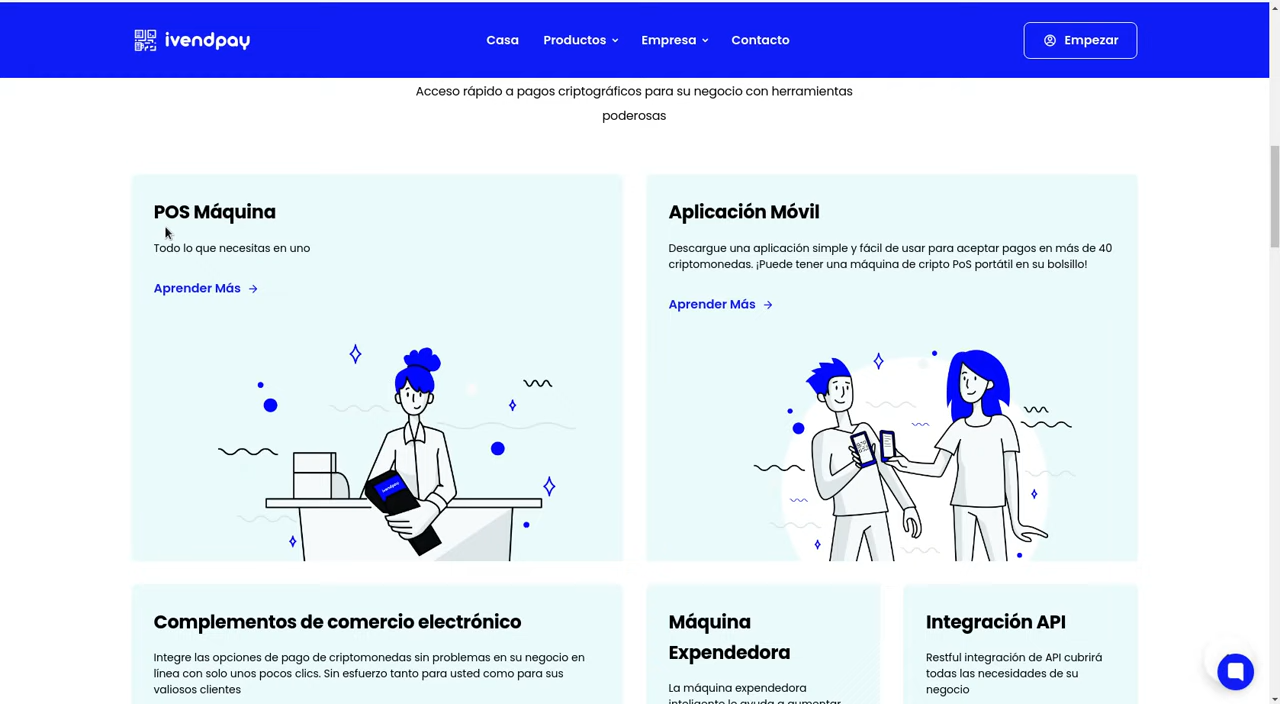 ivendpay
Casa
Productos
Empresa
Contacto
Empezar
Acceso rápido a pagos criptográficos para su negocio con herramientas
poderosas
POS Máquina
Todo lo que necesitas en uno
Aprender Más
Aplicación Móvil
Descargue una aplicación simple y fácil de usar para aceptar pagos en más de 40
criptomonedas. ¡Puede tener una máquina de cripto PoS portátil en su bolsillo!
Aprender Más
ivendpay
Complementos de comercio electrónico
Integre las opciones de pago de criptomonedas sin problemas en su negocio en
línea con solo unos pocos clics. Sin esfuerzo tanto para usted como para sus
valiosos clientes
Máquina
Expendedora
La máquina expendedora
inteligente le ayuda a aumentar
Integración API
Restful integración de API cubrirá
todas las necesidades de su
negocio